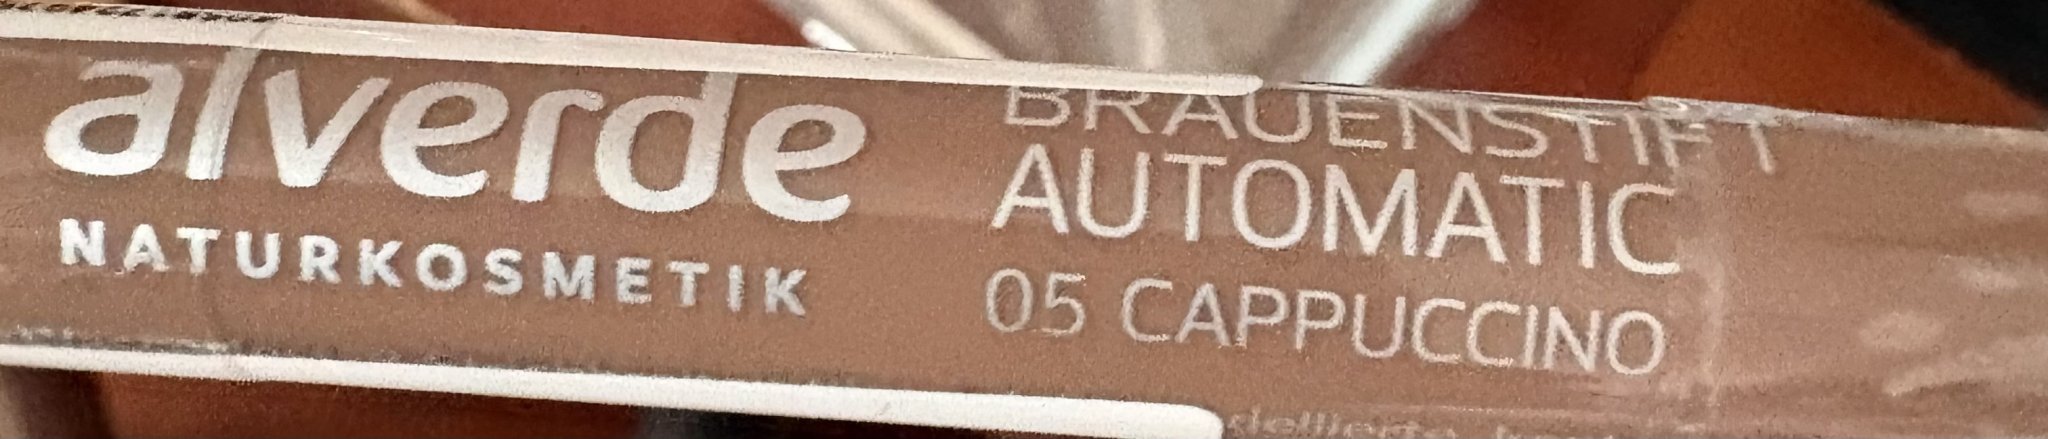 alverde
NATURKOSMETIK
BRAUENSTIFT
AUTOMATIC
05 CAPPUCCINO